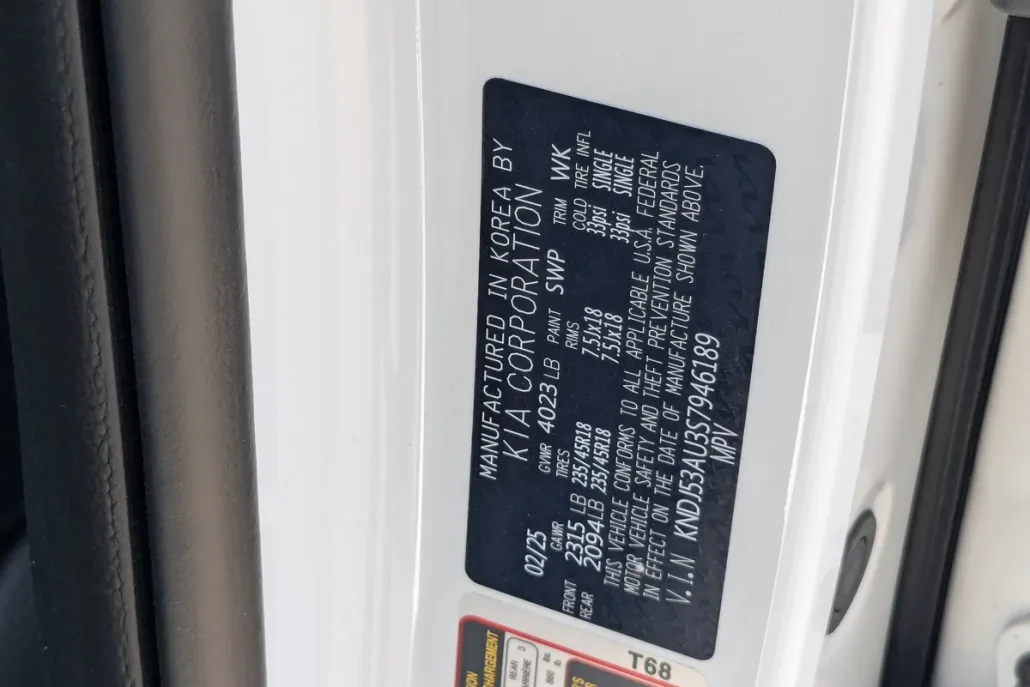 MANUFACTURED IN KOREA BY
KIA CORPORATION
02/25 GVWR 4023 LB PAINT SWP TRIM WK
GAWR TIRES RIMS COLD TIRE INFL
FRONT 2315 LB 235/45R18 7.5Jx18 33psi SINGLE
REAR 2094LB 235/45R18 7.5Jx18 33psi SINGLE
THIS VEHICLE CONFORMS TO ALL APPLICABLE U.S.A. FEDERAL
MOTOR VEHICLE SAFETY AND THEFT PREVENTION STANDARDS
IN EFFECT ON THE DATE OF MANUFACTURE SHOWN ABOVE.
V.I.N KNDJ53AU3S7946189
MPV
T68
REAR